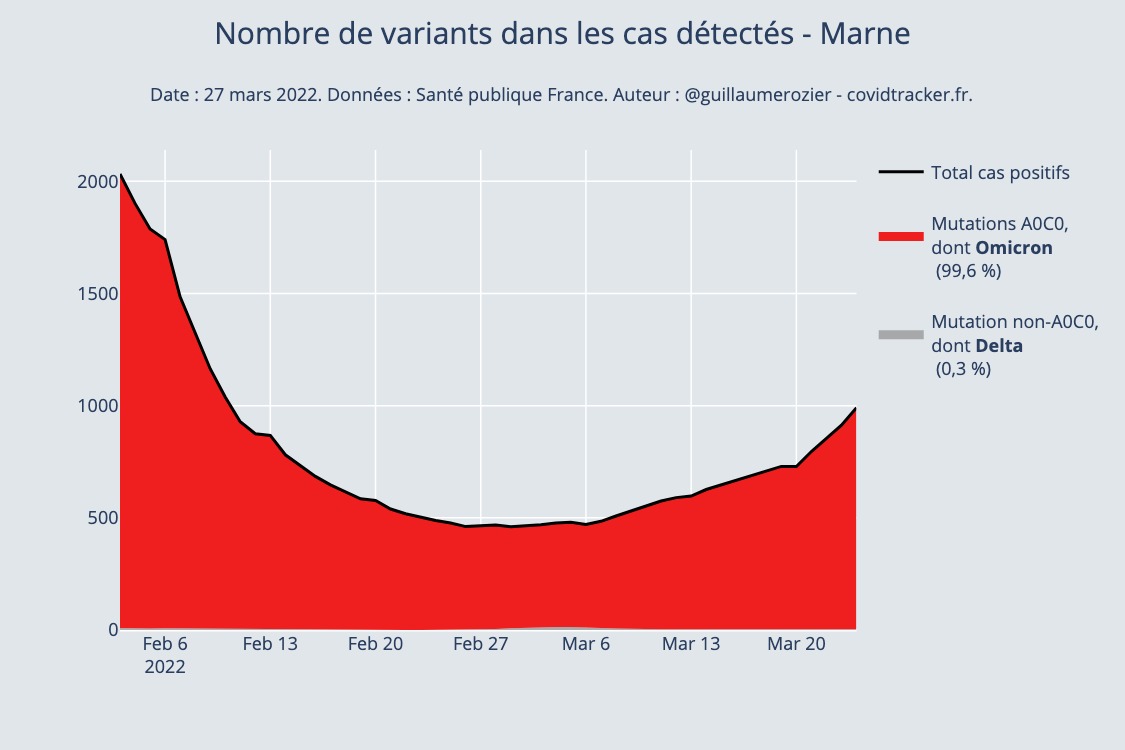 Nombre de variants dans les cas détectés - Marne
Date : 27 mars 2022. Données : Santé publique France. Auteur : @guillaumerozier - covidtracker.fr.
2000
1500
1000
500
0
Feb 6
2022
Feb 13
Feb 20
Feb 27
Mar 6
Mar 13
Mar 20
Total cas positifs
Mutations A0C0,
dont Omicron
(99,6 %)
Mutation non-A0C0,
dont Delta
(0,3 %)